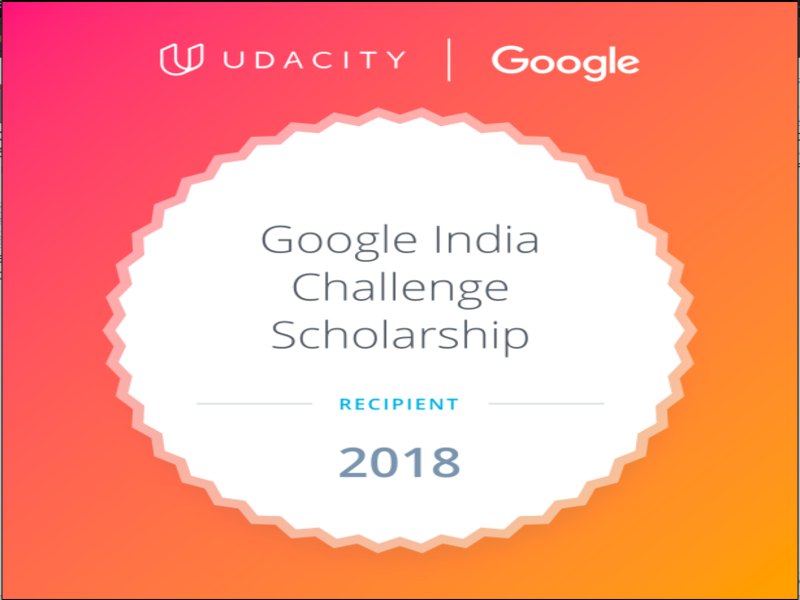 UDACITY | Google
Google India
Challenge
Scholarship
RECIPIENT
2018